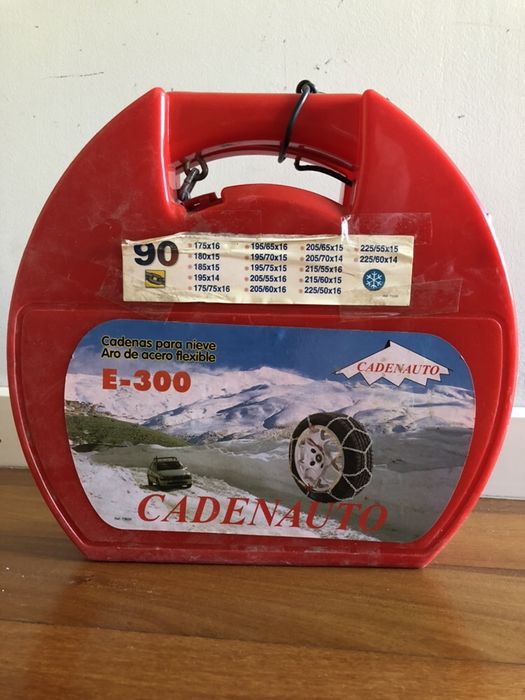 90
175x16 195/65x16 205/65x15 225/55x15
180x15 195/70x15 205/70x14 225/60x14
185x15 195/75x15 215/55x16
195x14 205/55x16 215/60x15
175/75x16 205/60x16 225/50x16
Cadenas para nieve
Aro de acero flexible
E-300
CADENAUTO
CADENAUTO